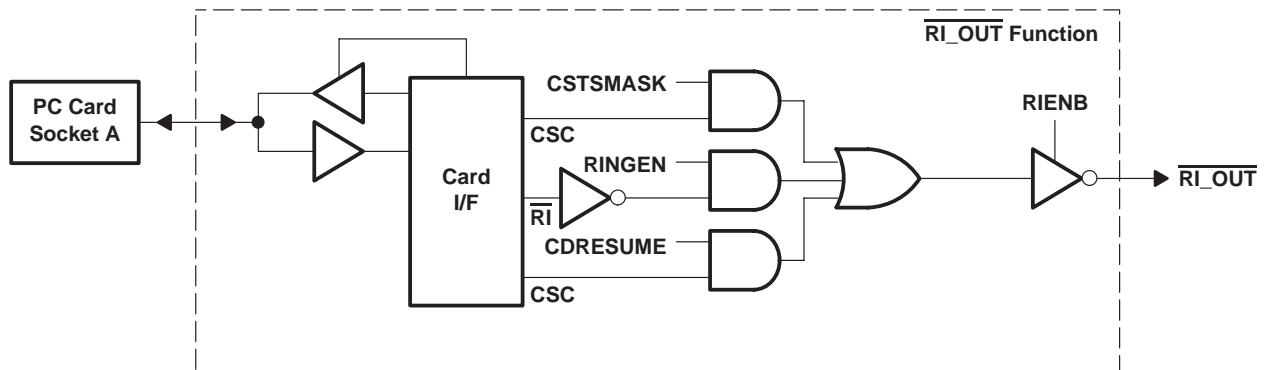 RI_OUT Function
PC Card
Socket A
CSTSMASK
CSC
RINGEN
Card
I/F
RI
CDRESUME
CSC
RIENB
RI_OUT